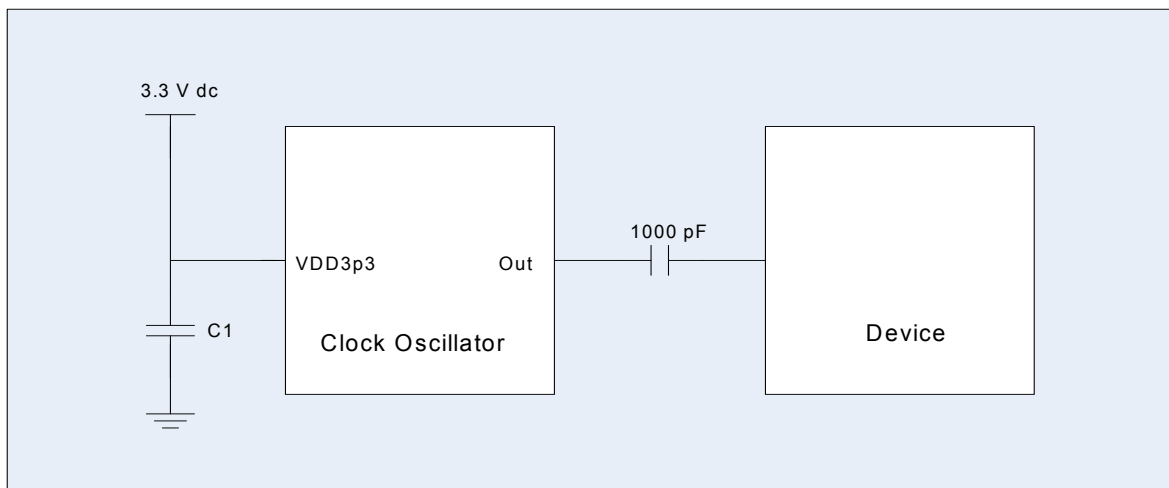 3.3 V dc
1000 pF
VDD3p3
Out
C1
Clock Oscillator
Device